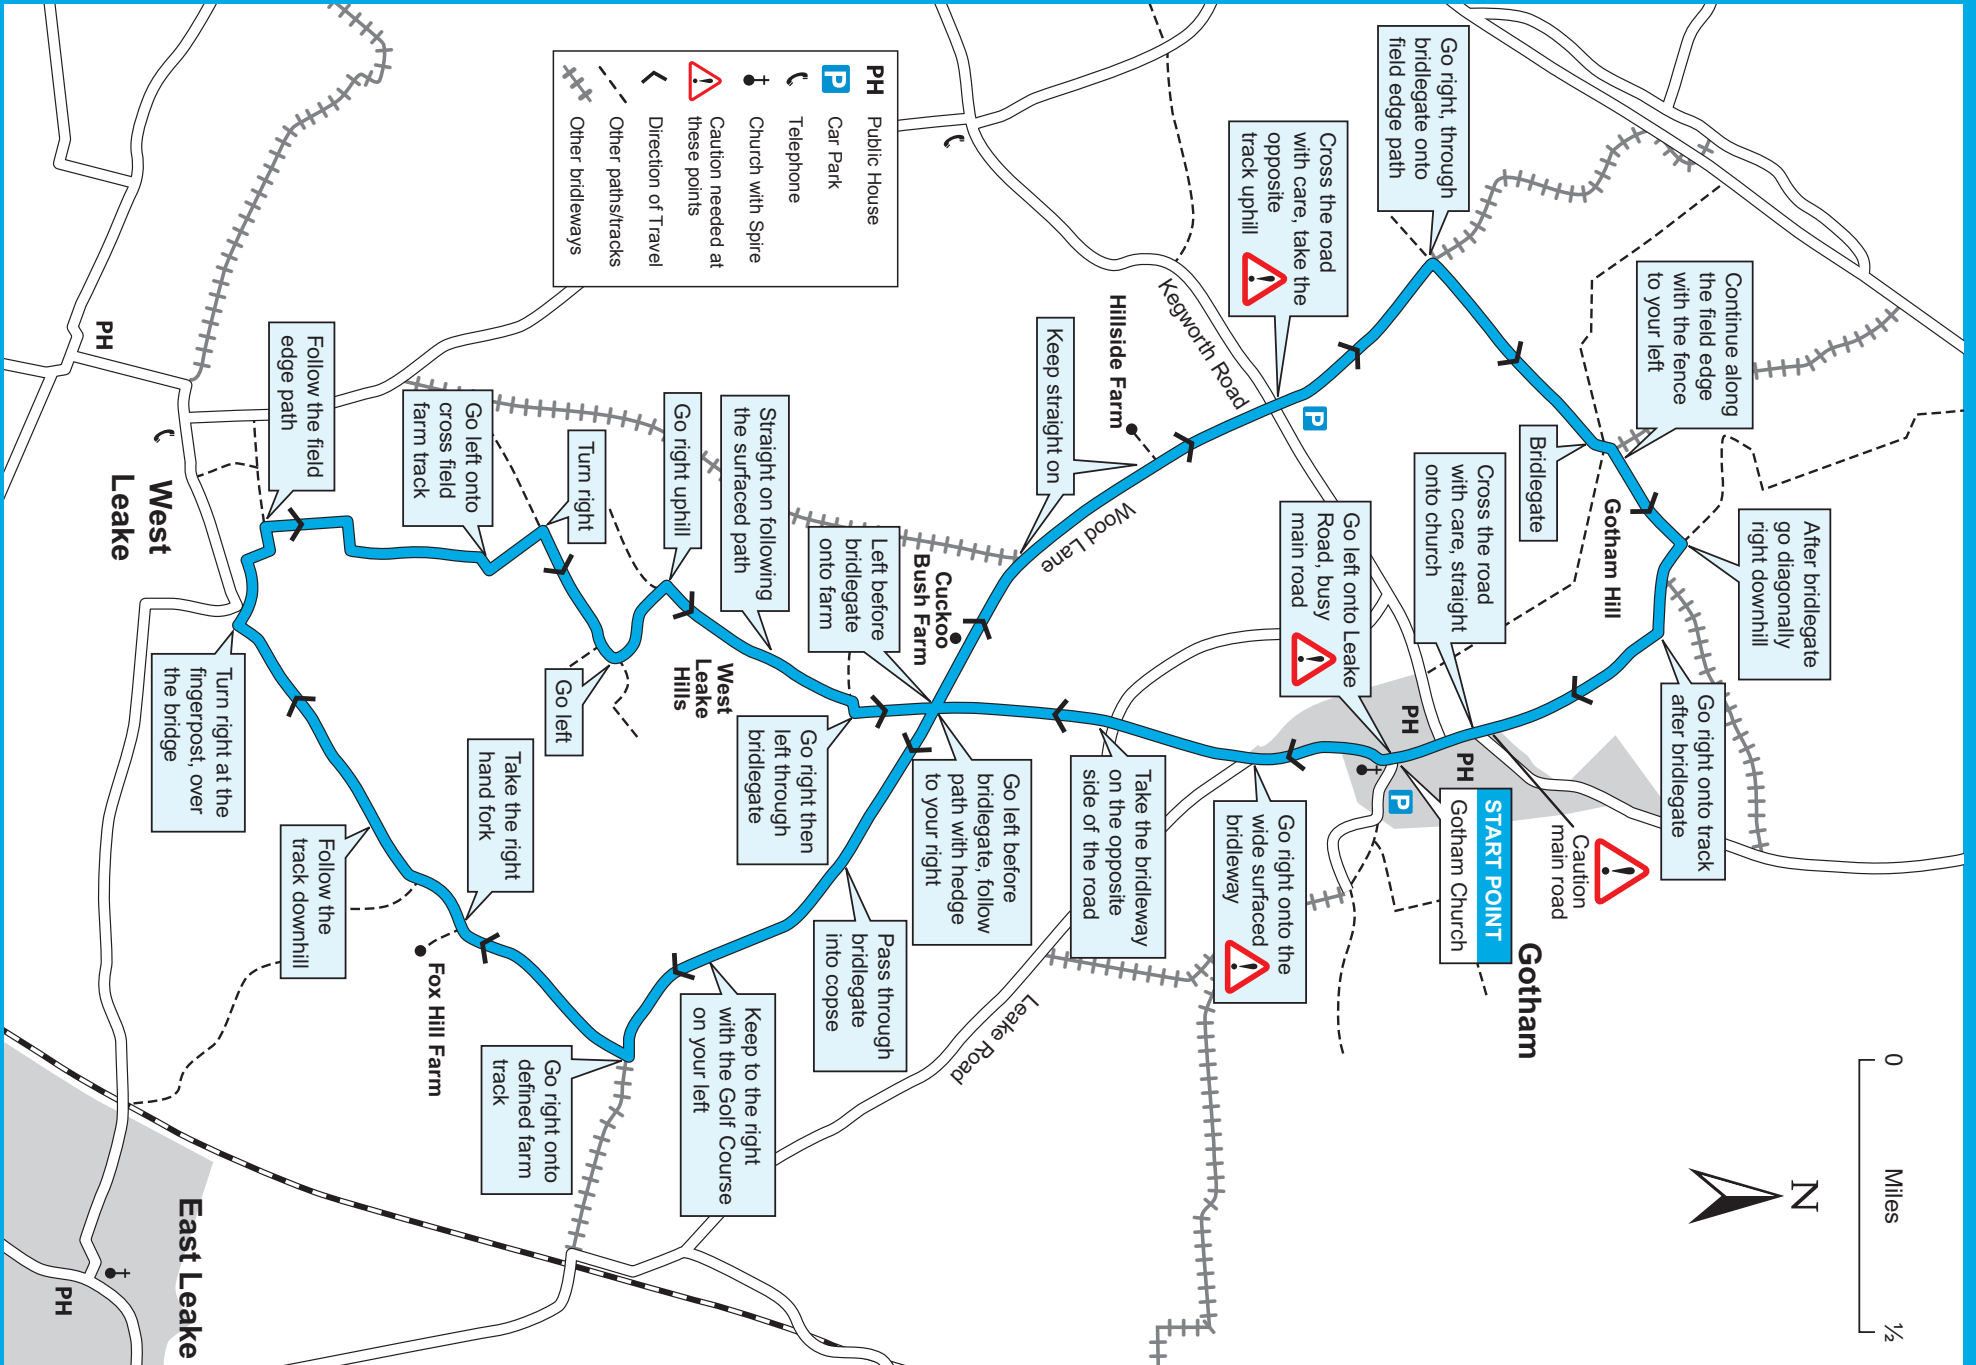 0
Miles
½
N
After bridlegate
go diagonally
right downhill
Continue along
the field edge
with the fence
to your left
Go right onto track
after bridlegate
Gotham Hill
Caution
main road
Gotham
Bridlegate
START POINT
Gotham Church
Cross the road
with care, straight
onto church
PH
Go right, through
bridlegate onto
field edge path
PH
P
Go left onto Leake
Road, busy
main road
P
Cross the road
with care, take the
opposite
track uphill
Go right onto the
wide surfaced
bridleway
Kegworth Road
Hillside Farm
Wood Lane
Take the bridleway
on the opposite
side of the road
Keep straight on
Leake Road
Go left before
bridlegate, follow
path with hedge
to your right
Cuckoo
Bush Farm
Left before
bridlegate
onto farm
Pass through
bridlegate
into copse
PH
Public House
P
Car Park
Telephone
Church with Spire
Caution needed at
these points
Direction of Travel
Other paths/tracks
Other bridleways
Go right then
left through
bridlegate
Straight on following
the surfaced path
West
Leake
Hills
Keep to the right
with the Golf Course
on your left
Go right uphill
Turn right
Go left
Go right onto
defined farm
track
Take the right
hand fork
Go left onto
cross field
farm track
Fox Hill Farm
Follow the
track downhill
Follow the field
edge path
Turn right at the
fingerpost, over
the bridge
West
Leake
PH
East Leake
PH